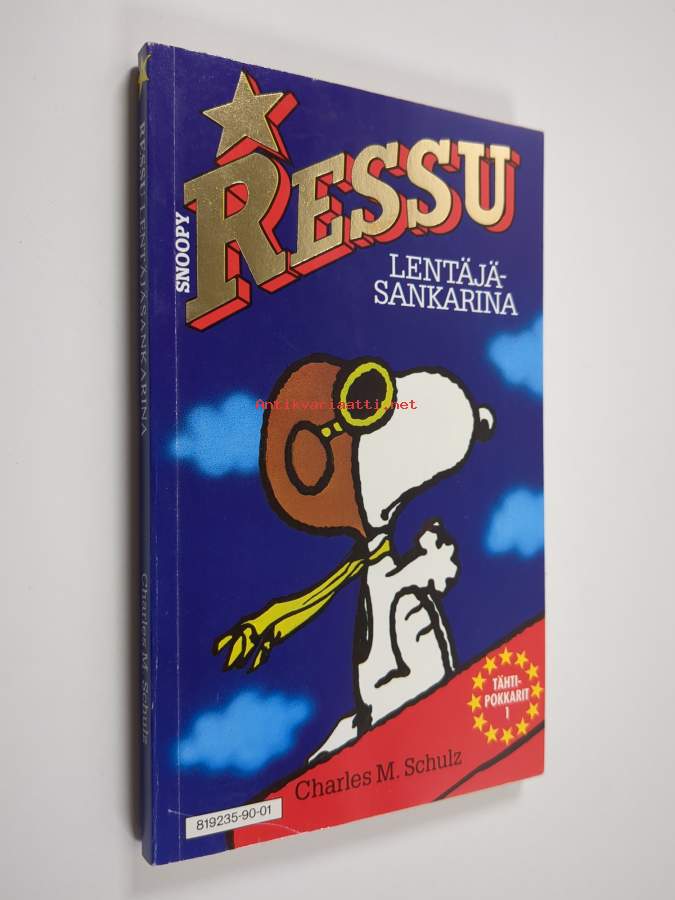 SNOOPY
RESSU
LENTÄJÄ-
SANKARINA
Antikvariaatti.net
TÄHTI-
POKKARIT
1
Charles M. Schulz
819235-90-01
RESSU LENTÄJÄSANKARINA
Charles M. Schulz